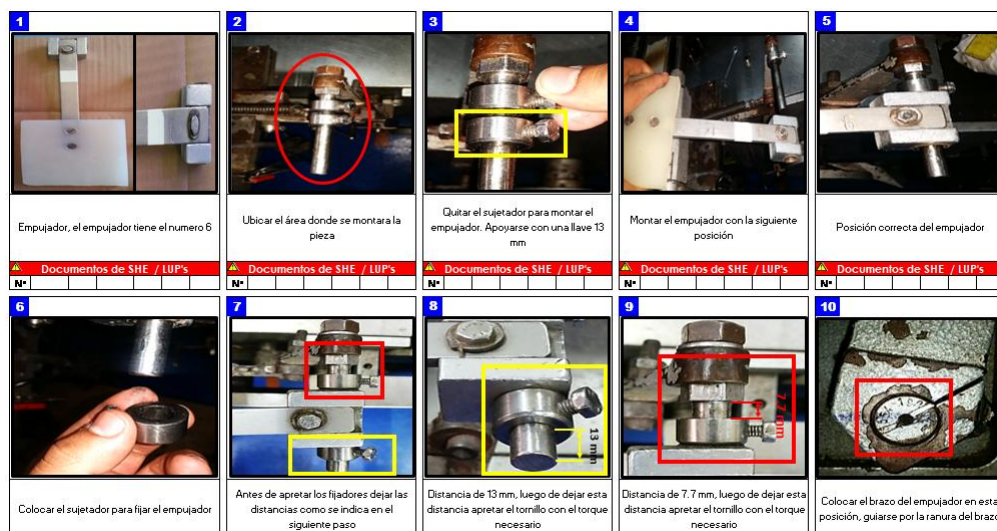 1
2
3
4
5
Empujador, el empujador tiene el numero 6
Ubicar el área donde se montara la
pieza
Quitar el sujetador para montar el
empujador. Apoyarse con una llave 13
mm
Montar el empujador con la siguiente
posición
Posición correcta del empujador
Documentos de SHE / LUP's
Documentos de SHE / LUP's
Documentos de SHE / LUP's
Documentos de SHE / LUP's
Documentos de SHE / LUP's
Nº
Nº
Nº
Nº
Nº
6
7
8
9
10
13 mm
7.7 mm
Colocar el sujetador para fijar el empujador
Antes de apretar los fijadores dejar las
distancias como se indica en el
siguiente paso
Distancia de 13 mm, luego de dejar esta
distancia apretar el tornillo con el torque
necesario
Distancia de 7.7 mm, luego de dejar esta
distancia apretar el tornillo con el torque
necesario
Colocar el brazo del empujador en esta
posición, guiarse por la ranura del brazo